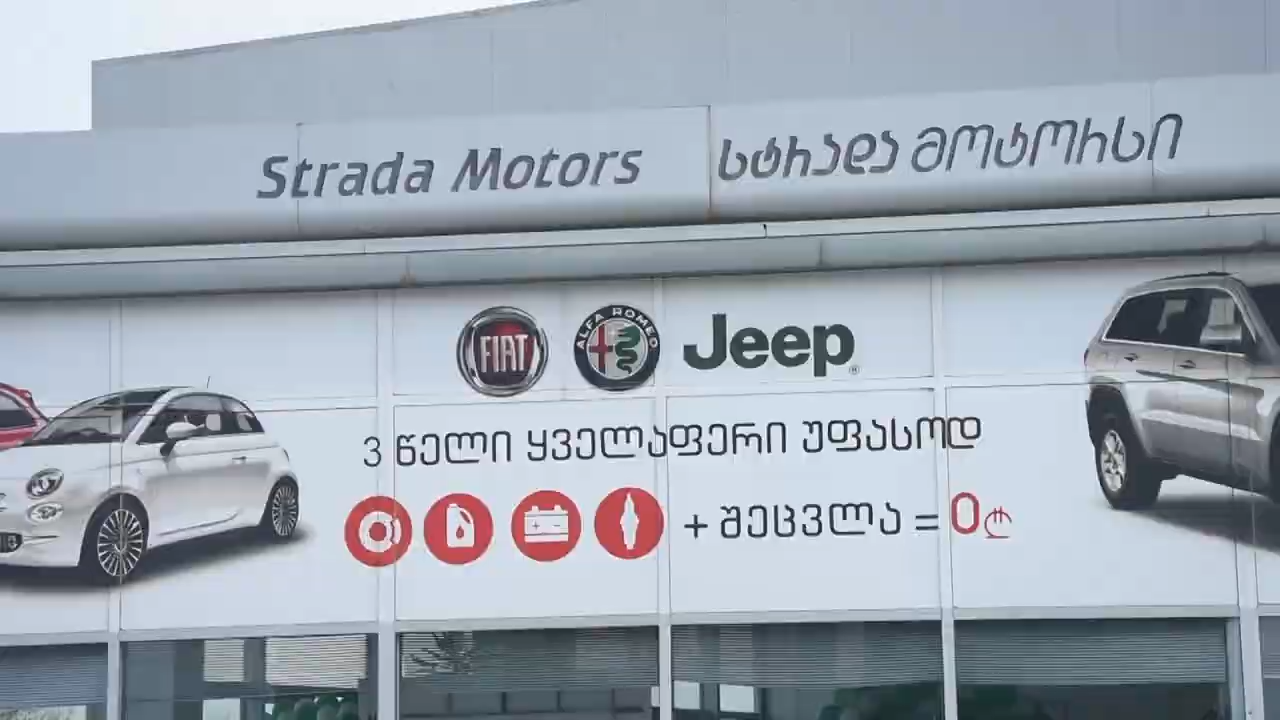 Strada Motors სტრადა მოტორსი
FIAT ALFA ROMEO Jeep®
3 წელი ყველაფერი უფასოდ
+ შეცვლა = 0₾